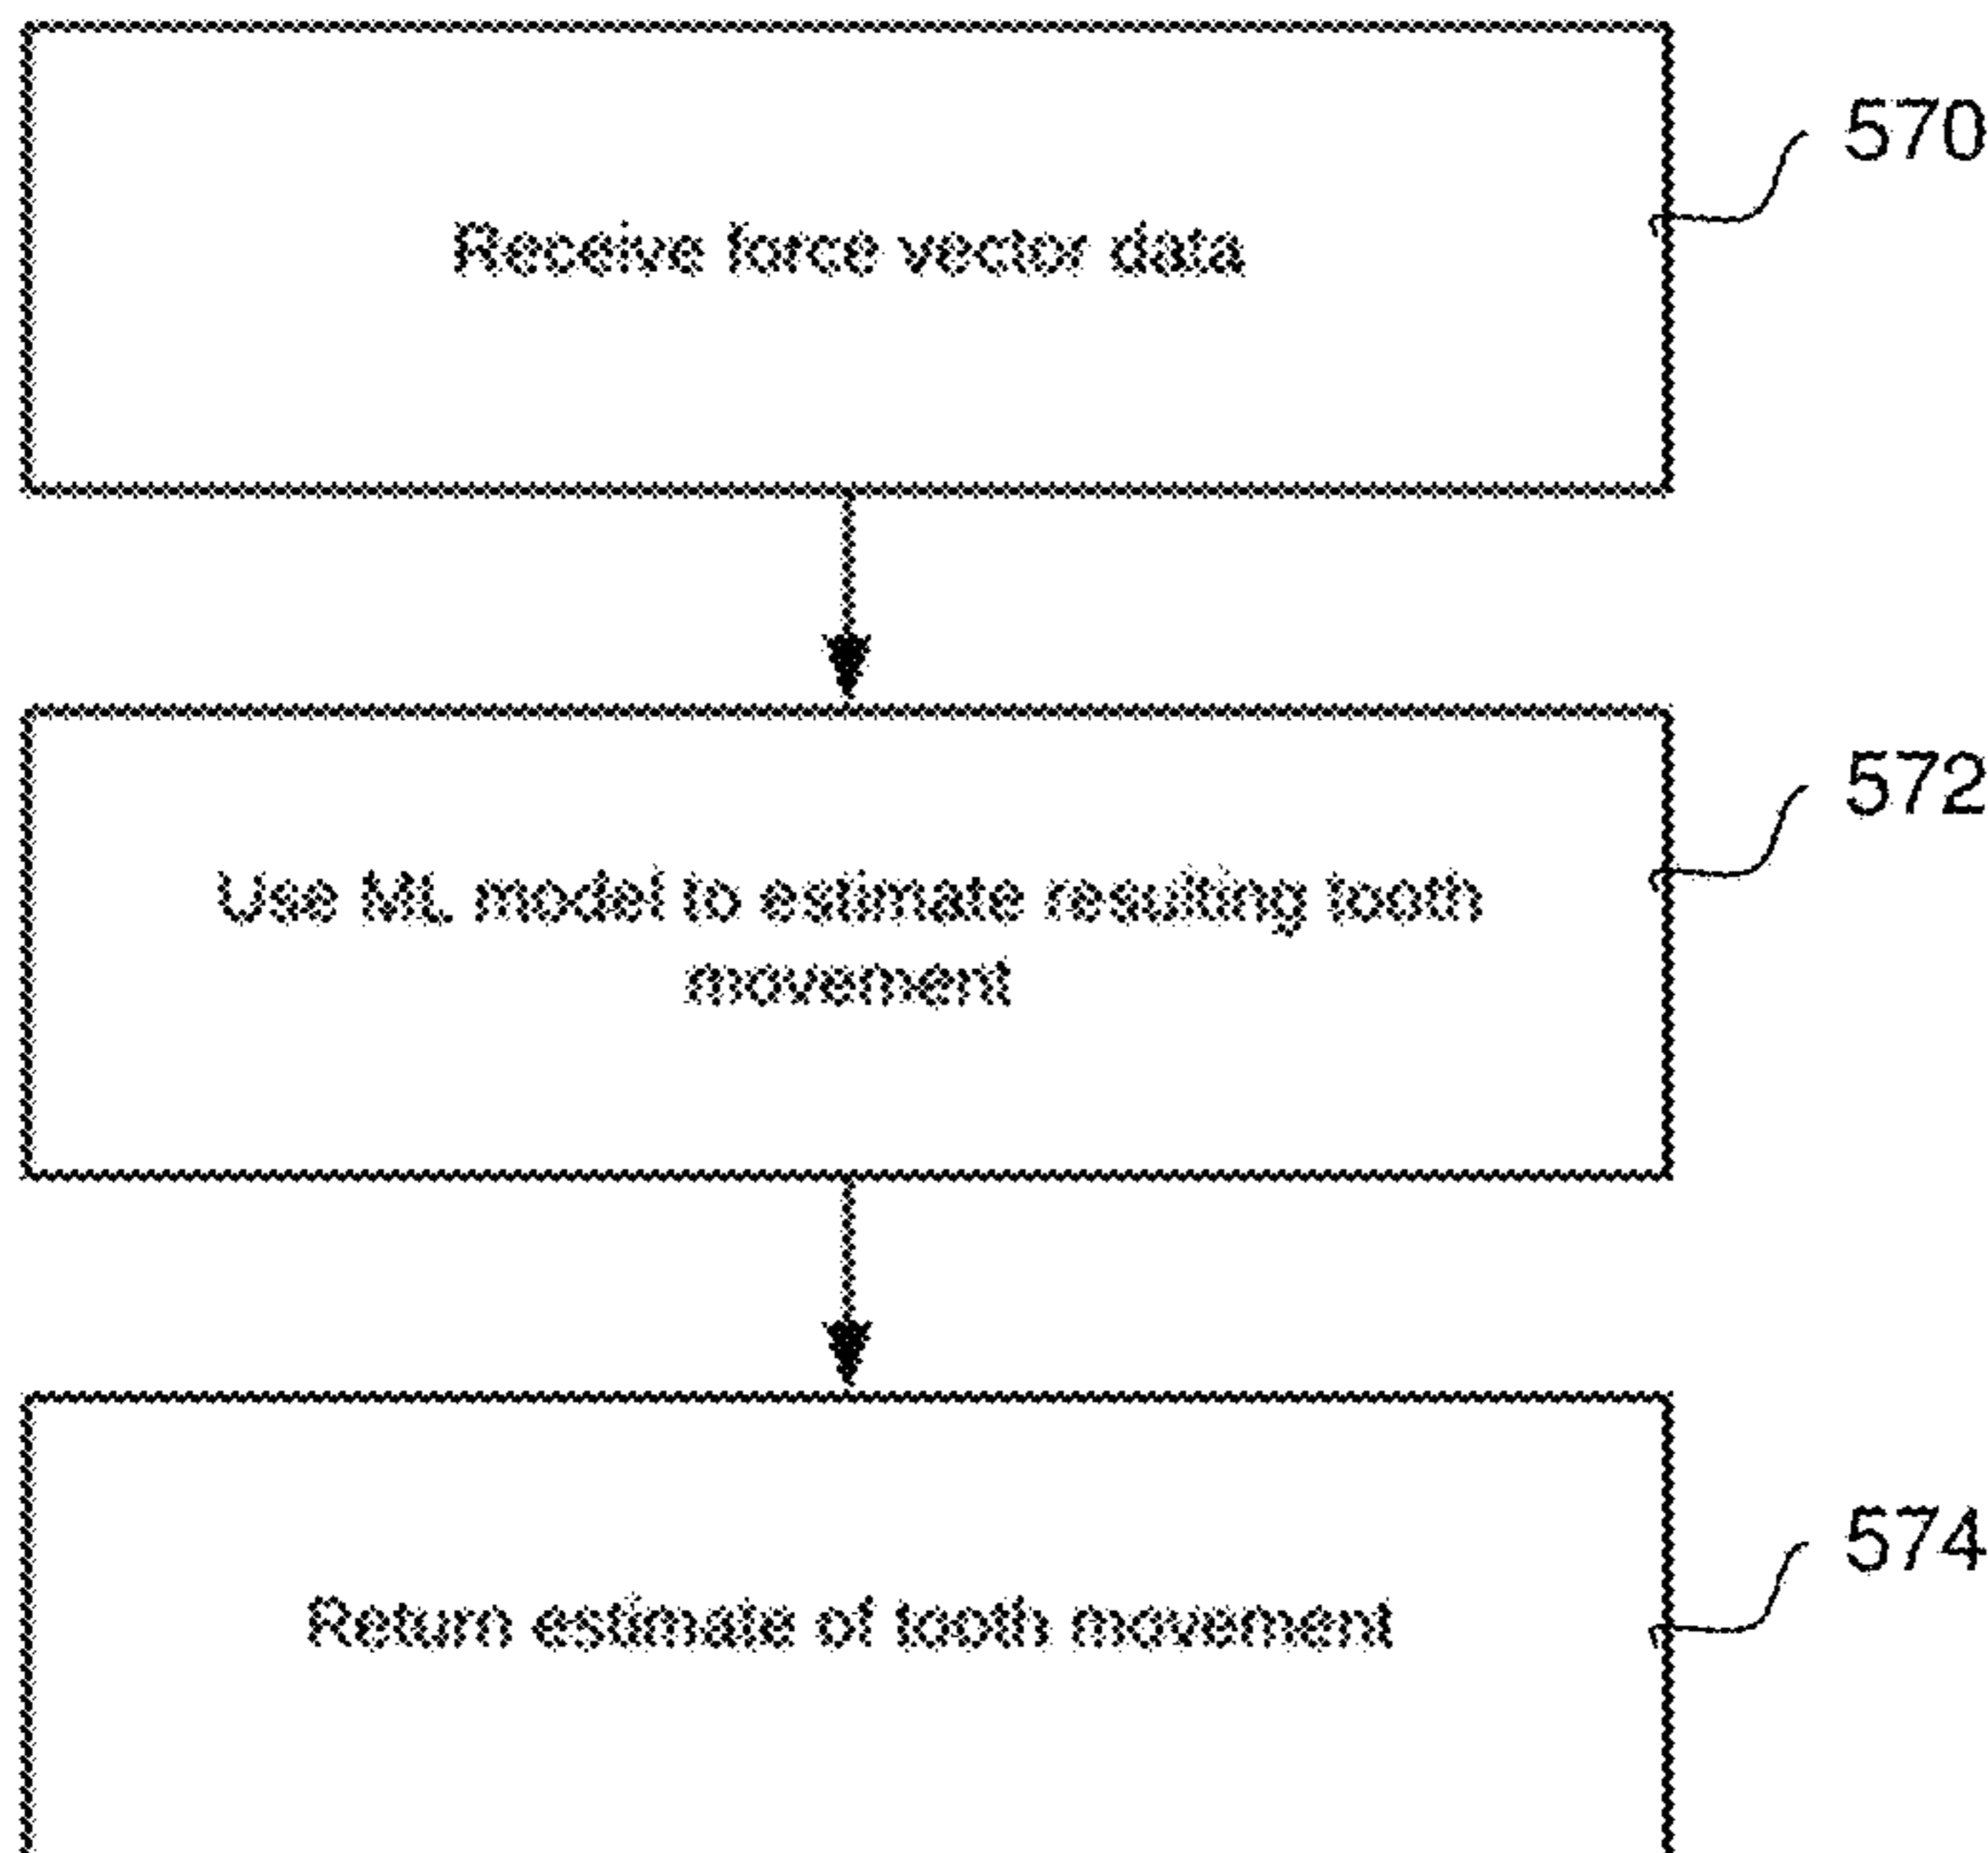 570
Receive force vector data
572
Use ML model to estimate resulting tooth
movement
574
Return estimate of tooth movement